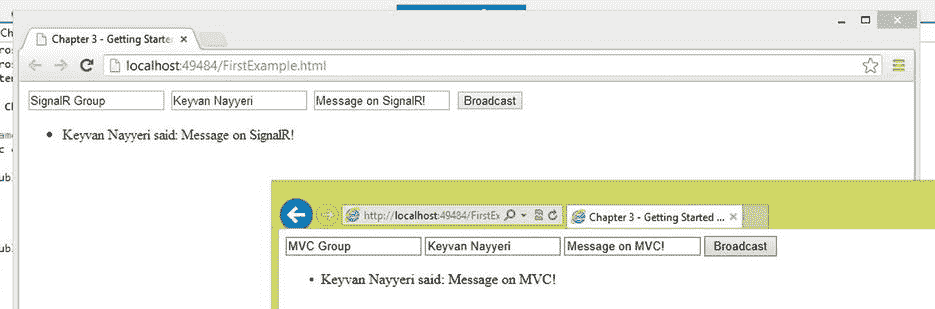 Chapter 3 - Getting Starte
localhost:49484/FirstExample.html
SignalR Group Keyvan Nayyeri Message on SignalR! Broadcast
• Keyvan Nayyeri said: Message on SignalR!
http://localhost:49484/FirstEx
Chapter 3 - Getting Started ...
MVC Group Keyvan Nayyeri Message on MVC! Broadcast
• Keyvan Nayyeri said: Message on MVC!